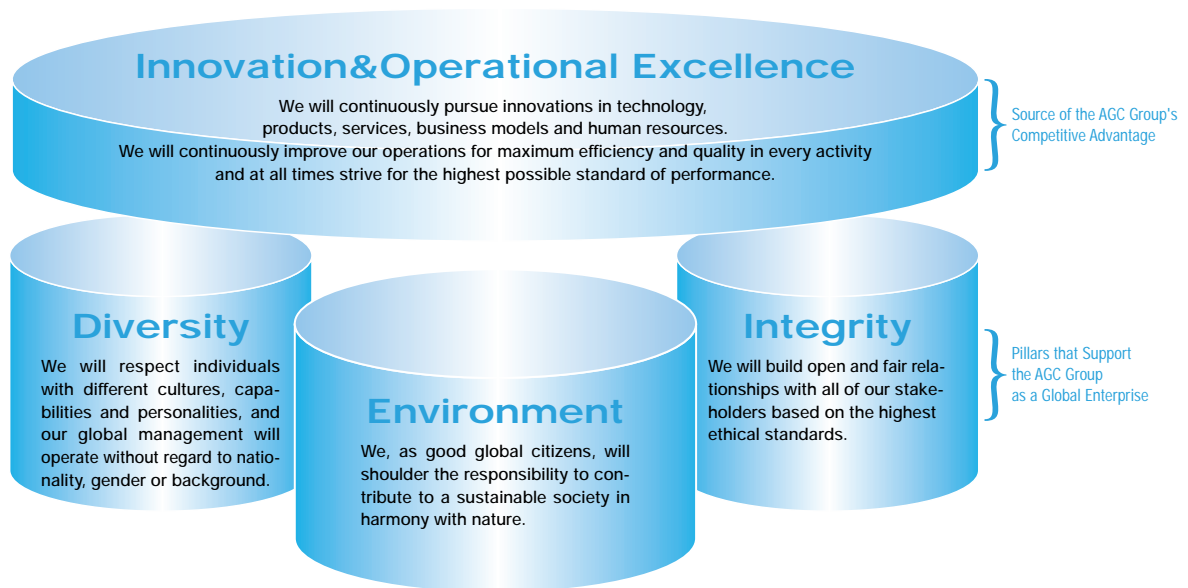 Innovation&Operational Excellence
We will continuously pursue innovations in technology,
products, services, business models and human resources.
We will continuously improve our operations for maximum efficiency and quality in every activity
and at all times strive for the highest possible standard of performance.
Source of the AGC Group's
Competitive Advantage
Diversity
We will respect individuals
with different cultures, capa-
bilities and personalities, and
our global management will
operate without regard to natio-
nality, gender or background.
Environment
We, as good global citizens, will
shoulder the responsibility to con-
tribute to a sustainable society in
harmony with nature.
Integrity
We will build open and fair rela-
tionships with all of our stake-
holders based on the highest
ethical standards.
Pillars that Support
the AGC Group
as a Global Enterprise